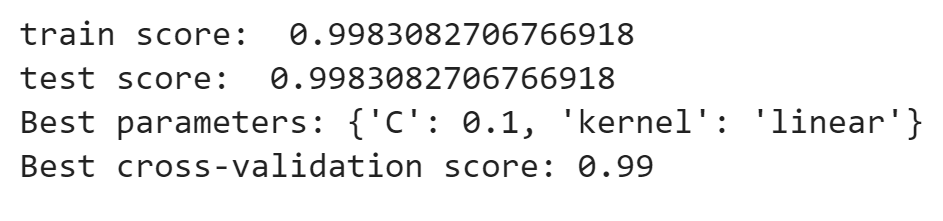 train score:  0.9983082706766918
test score:  0.9983082706766918
Best parameters: {'C': 0.1, 'kernel': 'linear'}
Best cross-validation score: 0.99